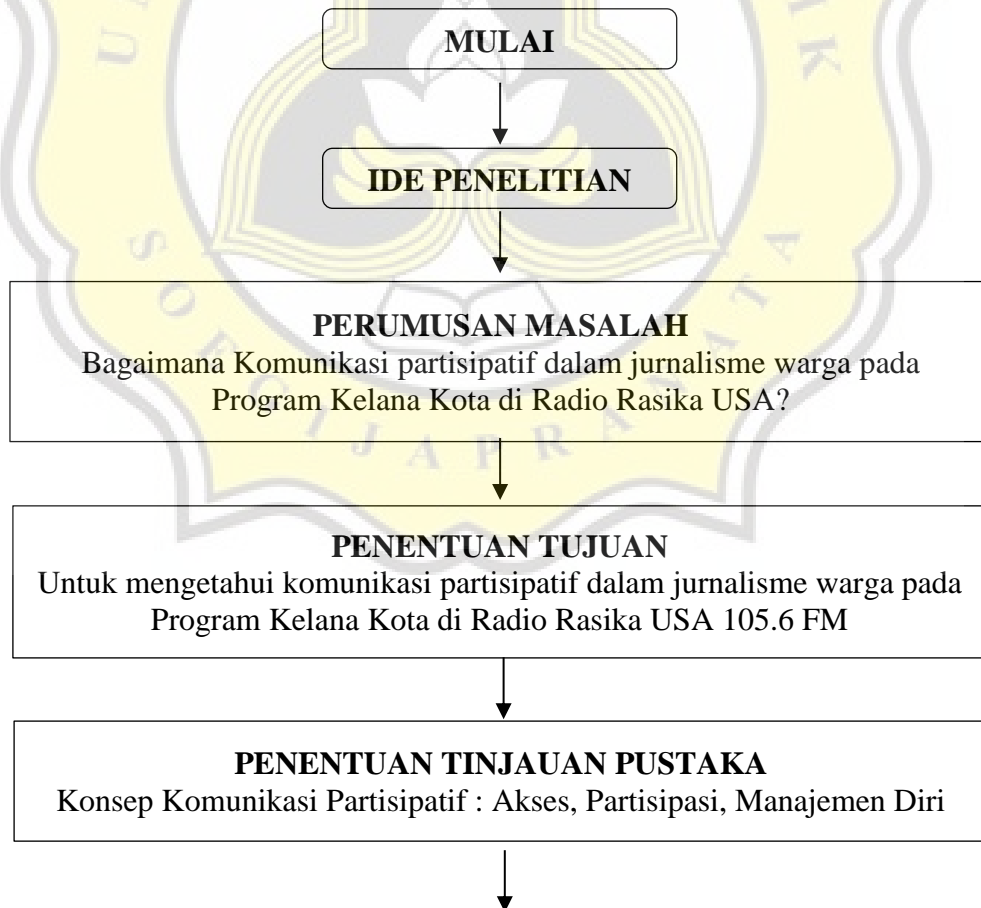 MULAI
IDE PENELITIAN
PERUMUSAN MASALAH
Bagaimana Komunikasi partisipatif dalam jurnalisme warga pada
Program Kelana Kota di Radio Rasika USA?
PENENTUAN TUJUAN
Untuk mengetahui komunikasi partisipatif dalam jurnalisme warga pada
Program Kelana Kota di Radio Rasika USA 105.6 FM
PENENTUAN TINJAUAN PUSTAKA
Konsep Komunikasi Partisipatif : Akses, Partisipasi, Manajemen Diri
SOEGIJAPRANATA